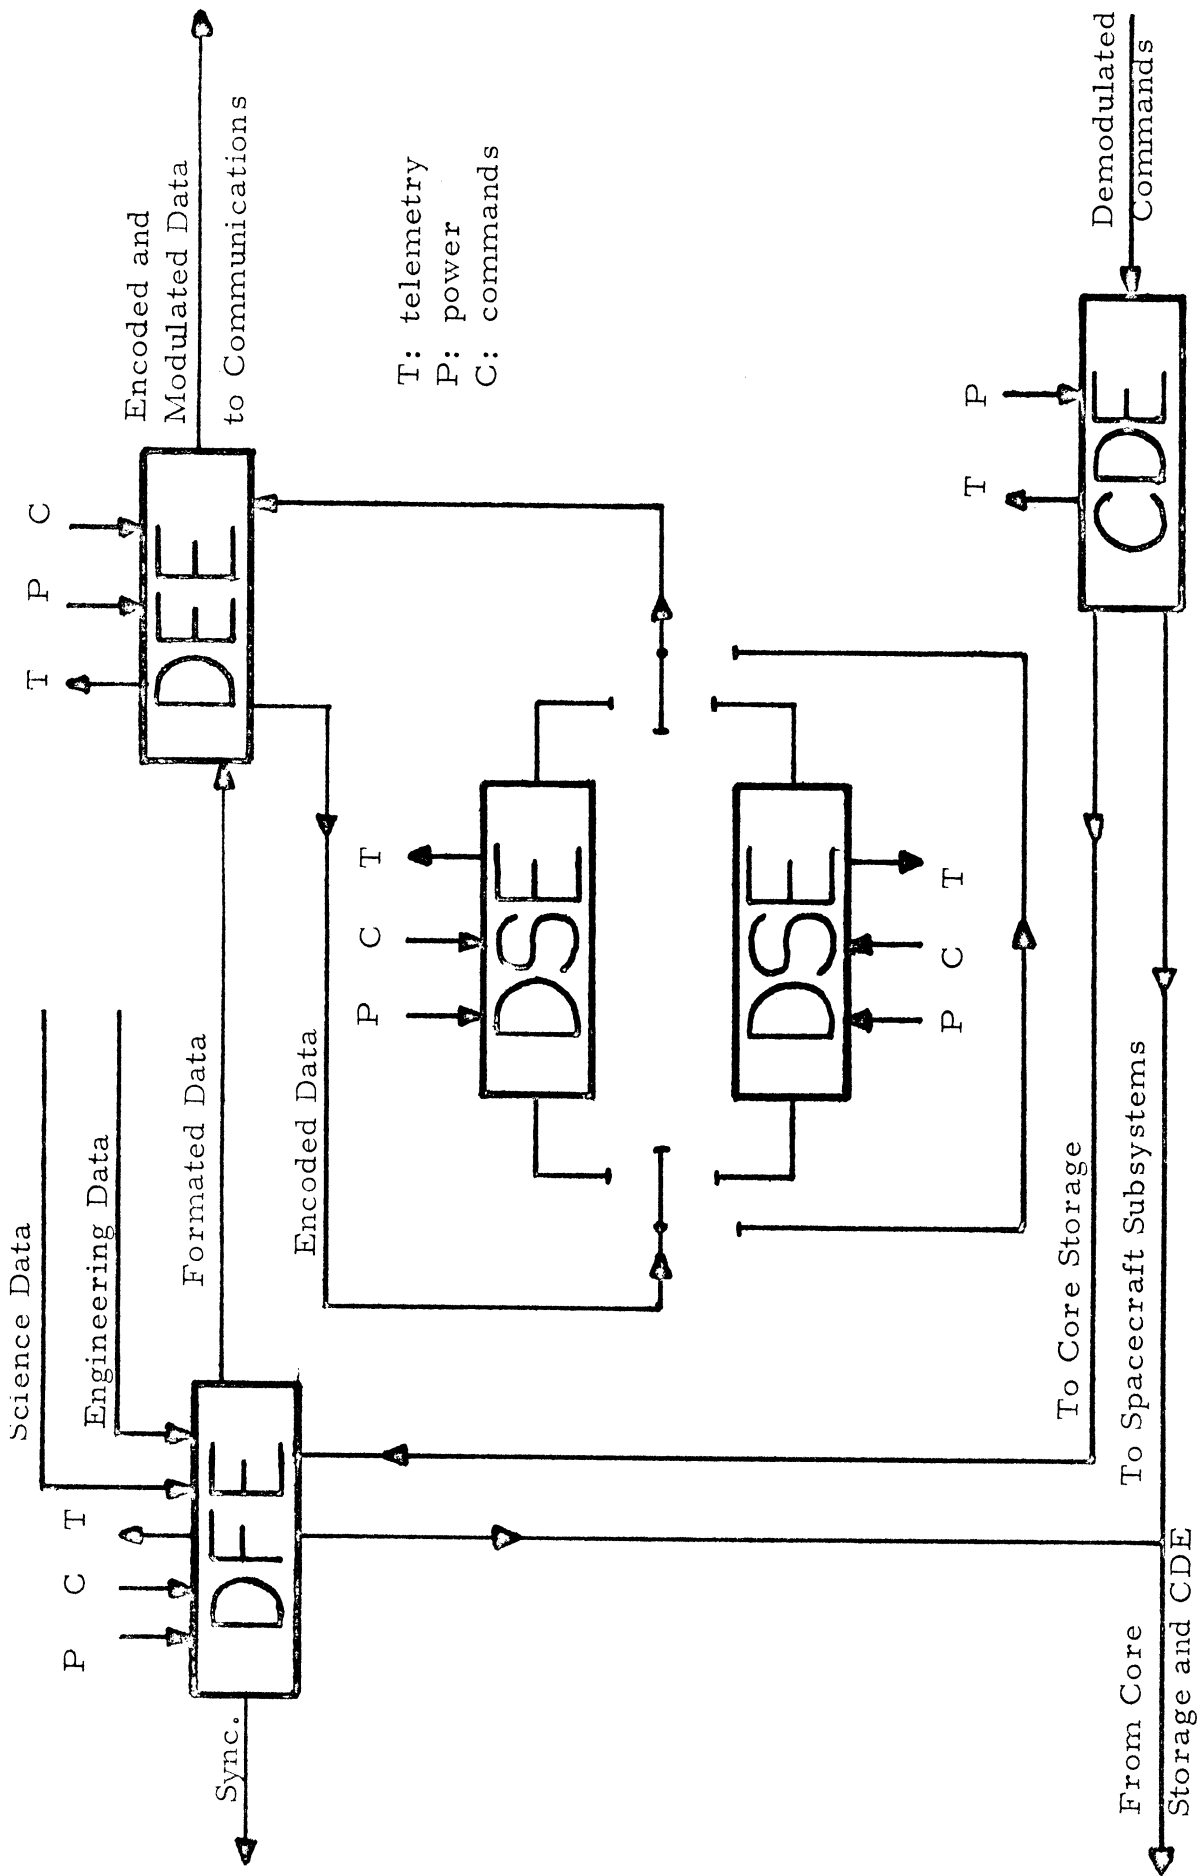 Science Data
T P C
P C T
Engineering Data
Encoded and
Modulated Data
to Communications
Formated Data
DEE
Sync.
DFE
Encoded Data
P C T
T: telemetry
P: power
C: commands
DSE
DSE
P C T
T P
To Core Storage
Demodulated
Commands
CDE
To Spacecraft Subsystems
From Core
Storage and CDE